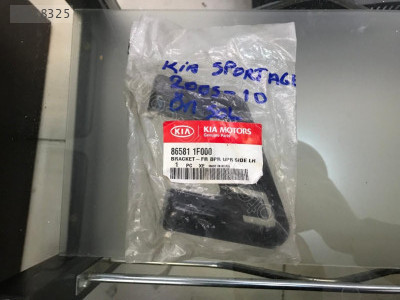 8325
Kia SPORTAGE
2005-10
KIA
KIA MOTORS
Genuine Parts
86581 1F000
BRACKET-FR BPR UPR SIDE LH
1 PC XE